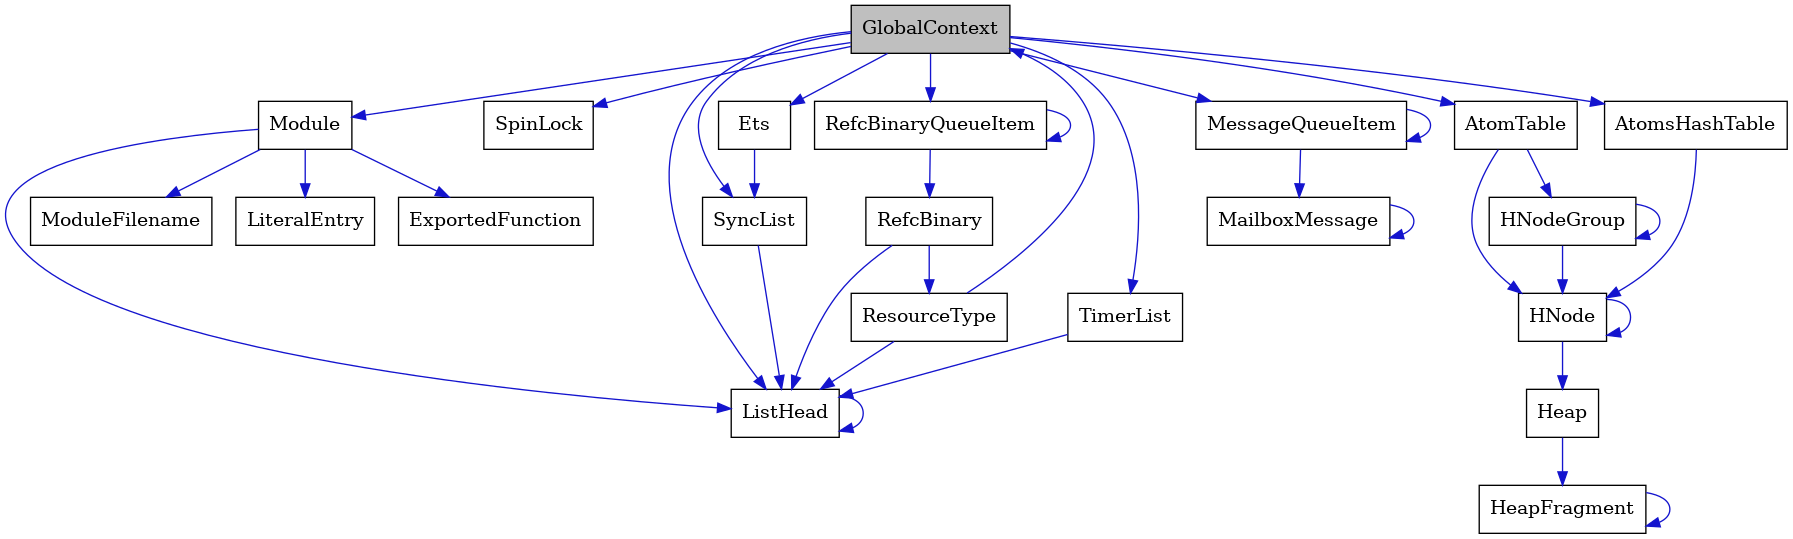 GlobalContext
Module
SpinLock
Ets
RefcBinaryQueueItem
MessageQueueItem
AtomTable
AtomsHashTable
ModuleFilename
LiteralEntry
ExportedFunction
SyncList
RefcBinary
MailboxMessage
HNodeGroup
ResourceType
TimerList
HNode
ListHead
Heap
HeapFragment